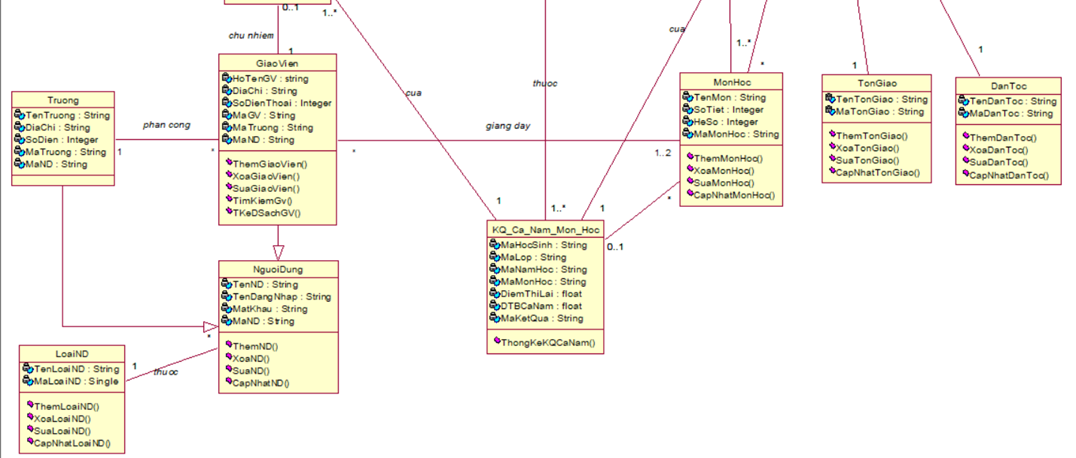 0..1
1..*
chu nhiem
1
cua
1..*
*
1
1
GiaoVien
HoTenGV : string
DiaChi : String
SoDienThoai : Integer
MaGV : String
MaTruong : String
MaND : String
ThemGiaoVien()
XoaGiaoVien()
SuaGiaoVien()
TimKiemGv()
TKeDSachGV()
cua
thuoc
MonHoc
TenMon : String
SoTiet : Integer
HeSo : Integer
MaMonHoc : String
ThemMonHoc()
XoaMonHoc()
SuaMonHoc()
CapNhatMonHoc()
TonGiao
TenTonGiao : String
MaTonGiao : String
ThemTonGiao()
XoaTonGiao()
SuaTonGiao()
CapNhatTonGiao()
DanToc
TenDanToc : String
MaDanToc : String
ThemDanToc()
XoaDanToc()
SuaDanToc()
CapNhatDanToc()
Truong
TenTruong : String
DiaChi : String
SoDien : Integer
MaTruong : String
MaND : String
phan cong
1
*
giang day
*
1..2
1
1..*
1
*
0..1
KQ_Ca_Nam_Mon_Hoc
MaHocSinh : String
MaLop : String
MaNamHoc : String
MaMonHoc : String
DiemThiLai : float
DTBCaNam : float
MaKetQua : String
ThongKeKQCaNam()
NguoiDung
TenND : String
TenDangNhap : String
MatKhau : String
MaND : String
ThemND()
XoaND()
SuaND()
CapNhatND()
*
1
thuoc
LoaiND
TenLoaiND : String
MaLoaiND : Single
ThemLoaiND()
XoaLoaiND()
SuaLoaiND()
CapNhatLoaiND()